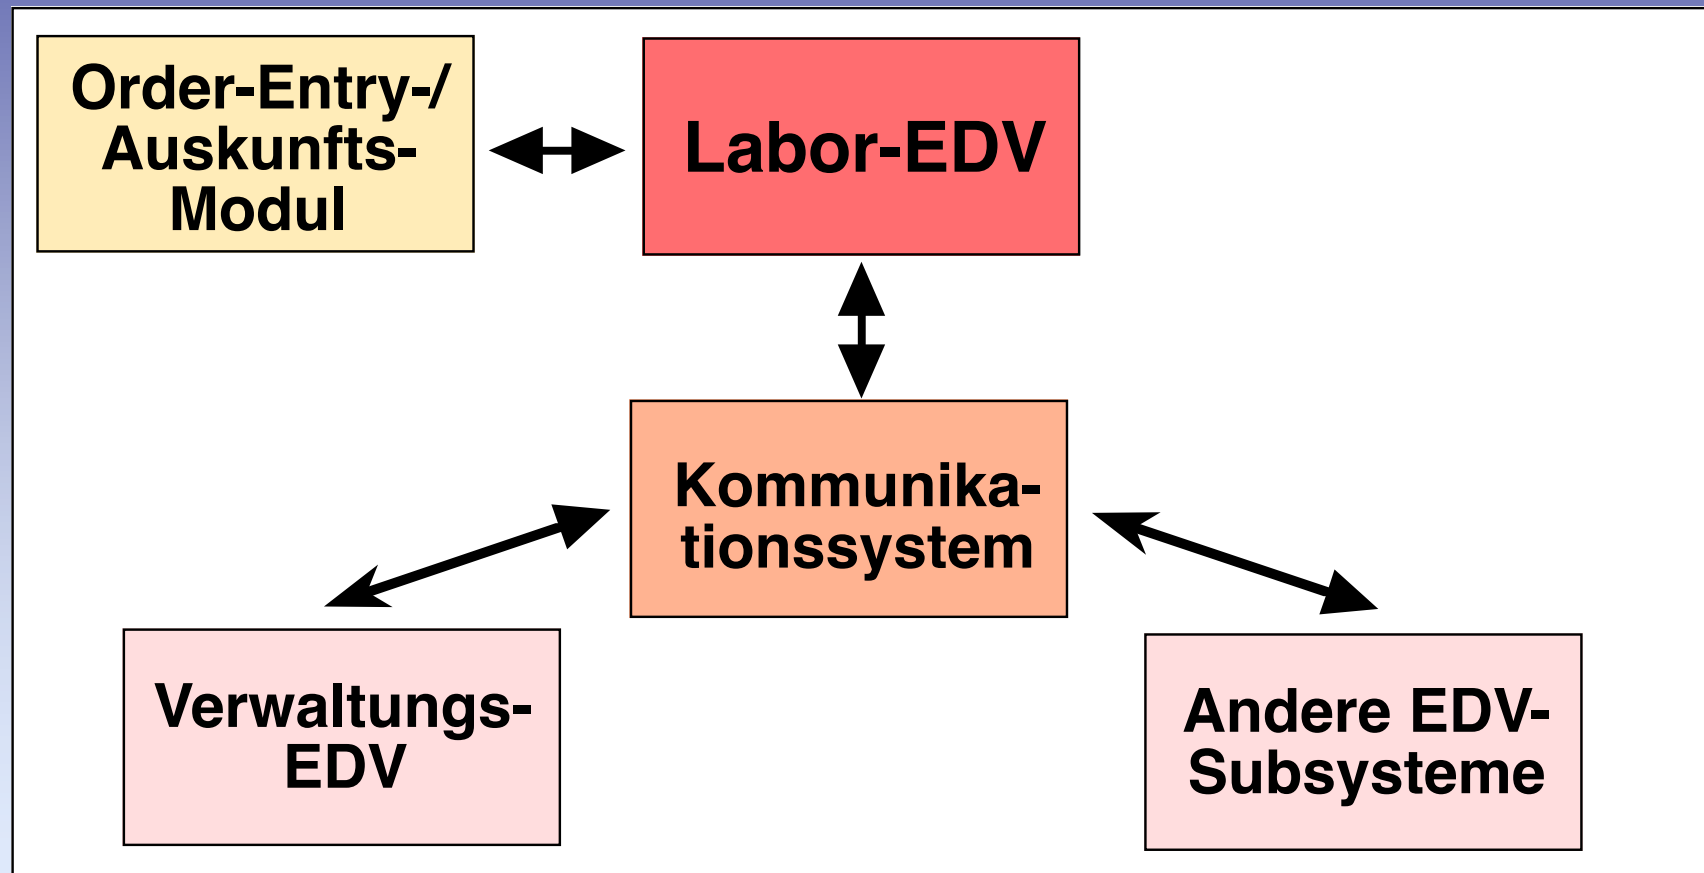 Order-Entry-/
Auskunfts-
Modul
Labor-EDV
Kommunika-
tionssystem
Verwaltungs-
EDV
Andere EDV-
Subsysteme